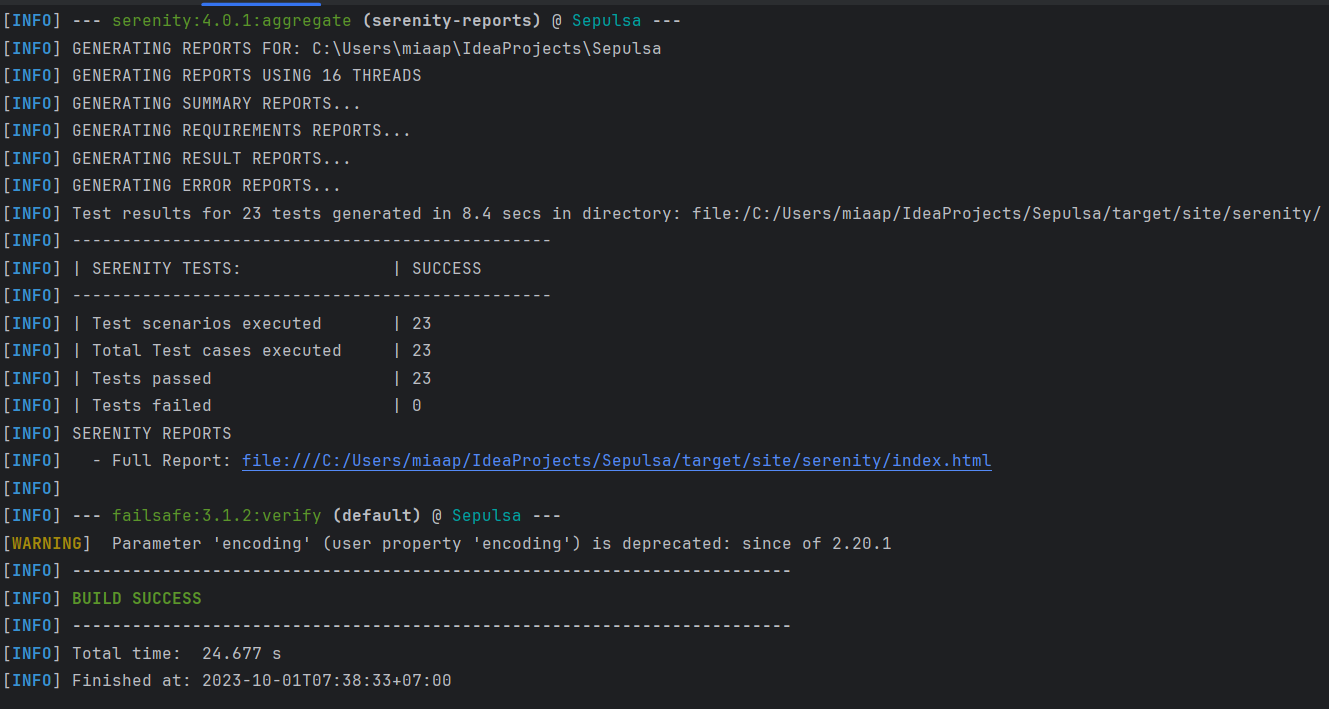 [INFO] --- serenity:4.0.1:aggregate (serenity-reports) @ Sepulsa ---
[INFO] GENERATING REPORTS FOR: C:\Users\miaap\IdeaProjects\Sepulsa
[INFO] GENERATING REPORTS USING 16 THREADS
[INFO] GENERATING SUMMARY REPORTS...
[INFO] GENERATING REQUIREMENTS REPORTS...
[INFO] GENERATING RESULT REPORTS...
[INFO] GENERATING ERROR REPORTS...
[INFO] Test results for 23 tests generated in 8.4 secs in directory: file:/C:/Users/miaap/IdeaProjects/Sepulsa/target/site/serenity/
[INFO] ------------------------------------------------
[INFO] | SERENITY TESTS:               | SUCCESS
[INFO] ------------------------------------------------
[INFO] | Test scenarios executed       | 23
[INFO] | Total Test cases executed     | 23
[INFO] | Tests passed                  | 23
[INFO] | Tests failed                  | 0
[INFO] SERENITY REPORTS
[INFO]   - Full Report: file:///C:/Users/miaap/IdeaProjects/Sepulsa/target/site/serenity/index.html
[INFO]
[INFO] --- failsafe:3.1.2:verify (default) @ Sepulsa ---
[WARNING]  Parameter 'encoding' (user property 'encoding') is deprecated: since of 2.20.1
[INFO] ------------------------------------------------------------------------
[INFO] BUILD SUCCESS
[INFO] ------------------------------------------------------------------------
[INFO] Total time:  24.677 s
[INFO] Finished at: 2023-10-01T07:38:33+07:00